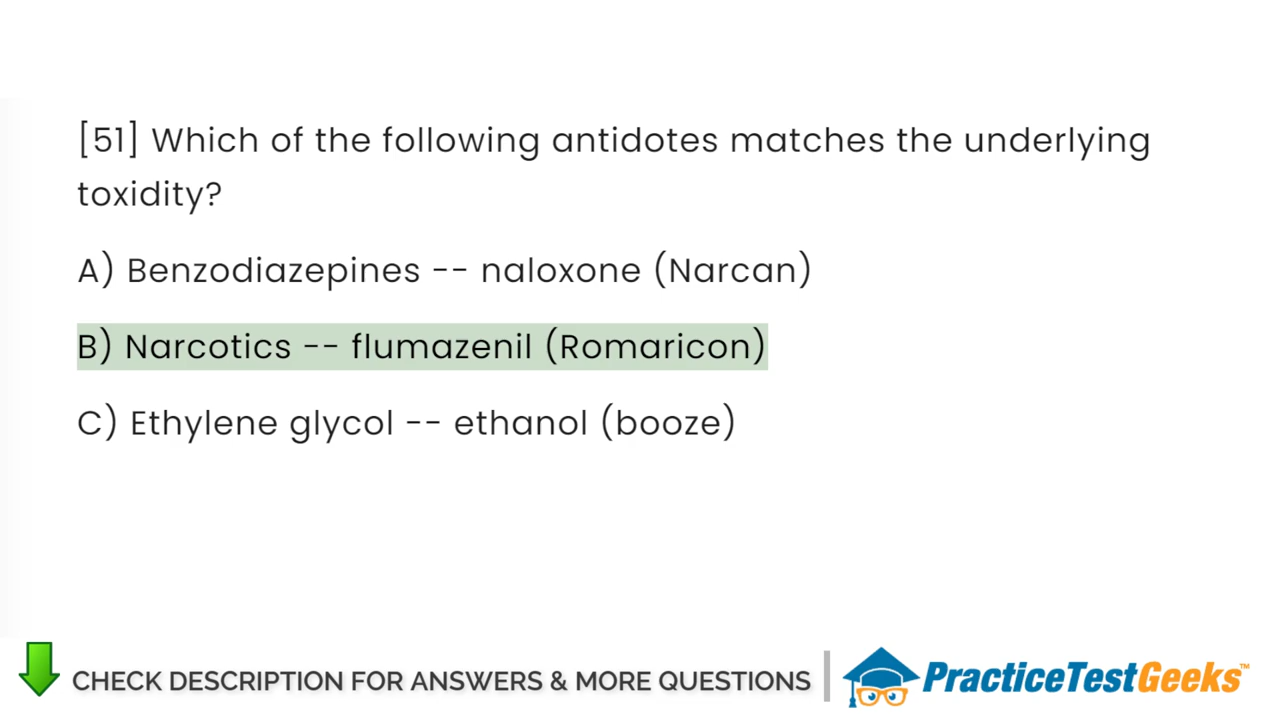 [51] Which of the following antidotes matches the underlying
toxidity?
A) Benzodiazepines -- naloxone (Narcan)
B) Narcotics -- flumazenil (Romaricon)
C) Ethylene glycol -- ethanol (booze)
CHECK DESCRIPTION FOR ANSWERS & MORE QUESTIONS
PracticeTestGeeks™